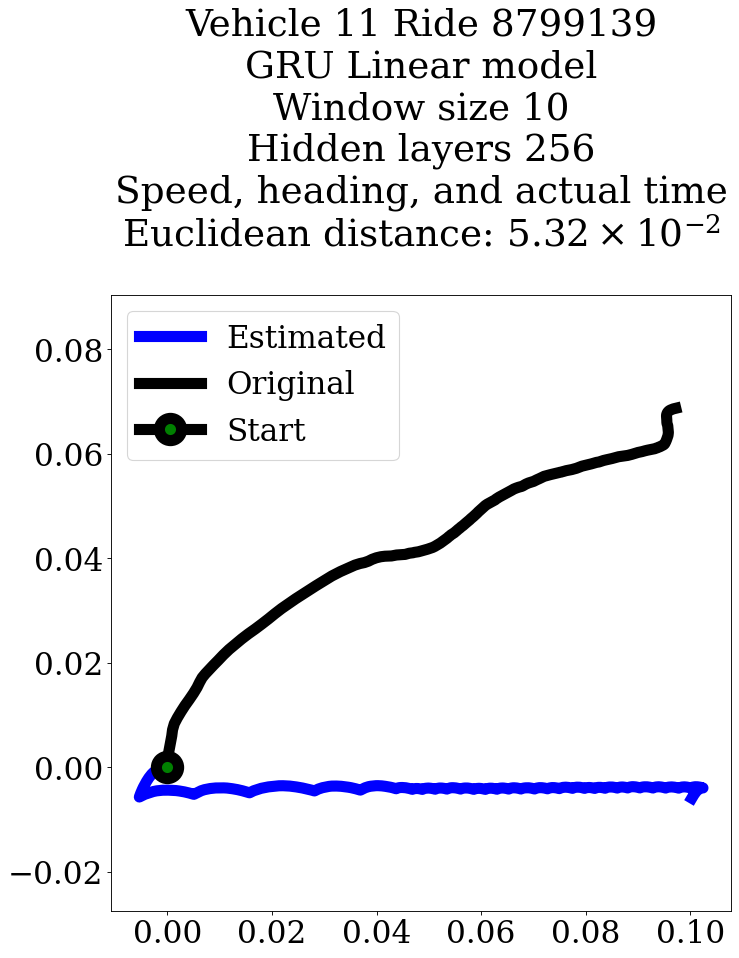 Vehicle 11 Ride 8799139
GRU Linear model
Window size 10
Hidden layers 256
Speed, heading, and actual time
Euclidean distance: 5.32 × 10⁻²
Estimated
Original
Start
0.08
0.06
0.04
0.02
0.00
−0.02
0.00 0.02 0.04 0.06 0.08 0.10